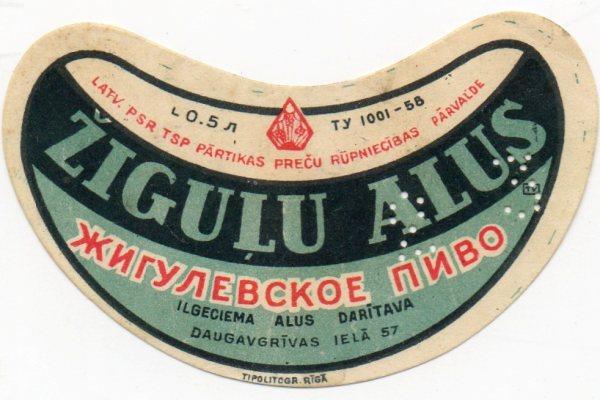 L 0.5 л
ТУ 1001-58
LATV. PSR TSP PĀRTIKAS PREČU RŪPNIECĪBAS PĀRVALDE
ŽIGUĻU ALUS
ЖИГУЛЕВСКОЕ ПИВО
ILGECIEMA ALUS DARĪTAVA
DAUGAVGRĪVAS IELĀ 57
TIPOLITOGR. RĪGĀ